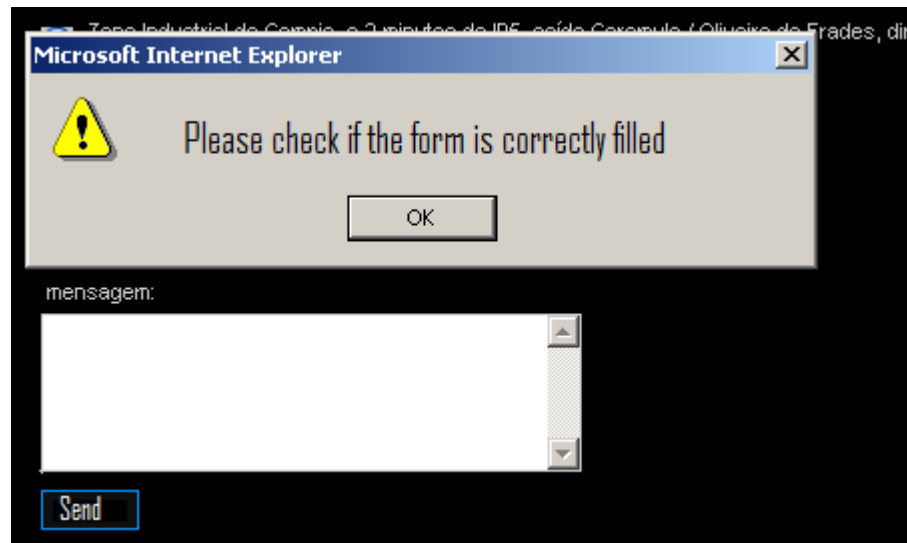 Zona Industrial do
a 2 minutos do IP5, saída Caramulo / Oliveira de Frades, dir
Microsoft Internet Explorer
Please check if the form is correctly filled
OK
mensagem:
Send